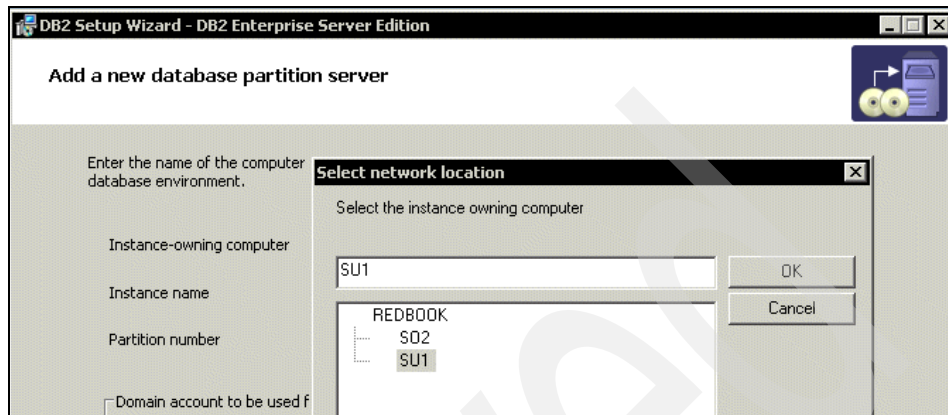 DB2 Setup Wizard - DB2 Enterprise Server Edition
Add a new database partition server
Enter the name of the computer
database environment.
Select network location
Select the instance owning computer
Instance-owning computer
SU1
OK
Instance name
Cancel
REDBOOK
Partition number
SO2
SU1
Domain account to be used f